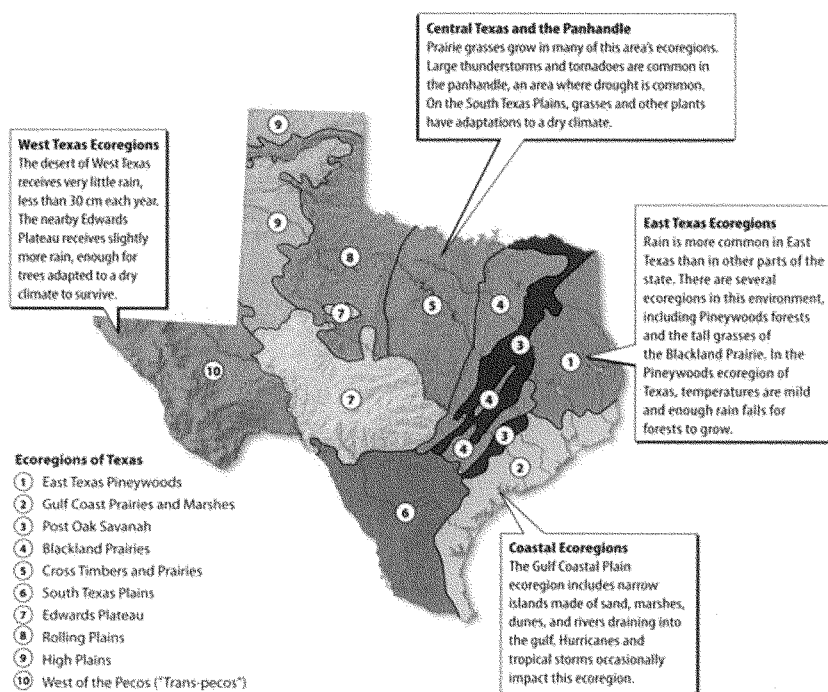 Central Texas and the Panhandle
Prairie grasses grow in many of this area's ecoregions.
Large thunderstorms and tornadoes are common in
the panhandle, an area where drought is common.
On the South Texas Plains, grasses and other plants
have adaptations to a dry climate.
West Texas Ecoregions
The desert of West Texas
receives very little rain,
less than 30 cm each year.
The nearby Edwards
Plateau receives slightly
more rain, enough for
trees adapted to a dry
climate to survive.
East Texas Ecoregions
Rain is more common in East
Texas than in other parts of the
state. There are several
ecoregions in this environment,
including Pineywoods forests
and the tall grasses of
the Blackland Prairie. In the
Pineywoods ecoregion of
Texas, temperatures are mild
and enough rain falls for
forests to grow.
9
9
8
7
5
4
3
1
10
7
4
4
3
2
6
Ecoregions of Texas
1 East Texas Pineywoods
2 Gulf Coast Prairies and Marshes
3 Post Oak Savanah
4 Blackland Prairies
5 Cross Timbers and Prairies
6 South Texas Plains
7 Edwards Plateau
8 Rolling Plains
9 High Plains
10 West of the Pecos ("Trans-pecos")
Coastal Ecoregions
The Gulf Coastal Plain
ecoregion includes narrow
islands made of sand, marshes,
dunes, and rivers draining into
the gulf. Hurricanes and
tropical storms occasionally
impact this ecoregion.